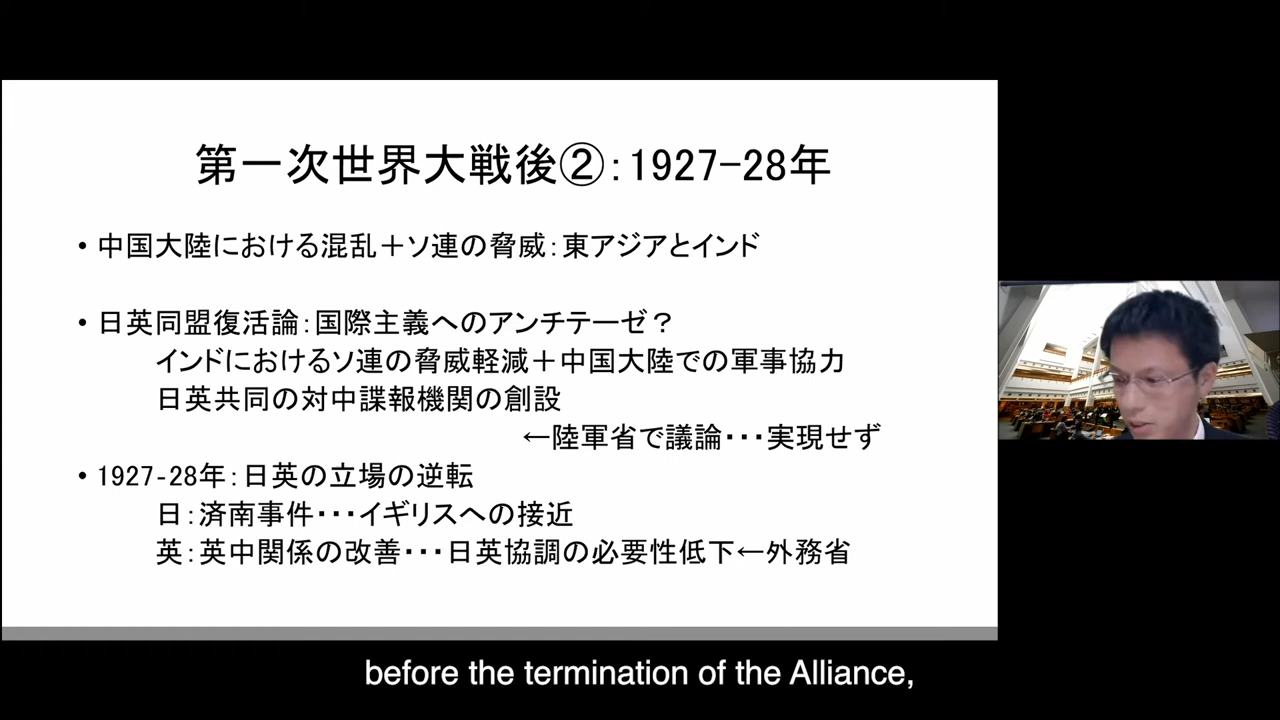 第一次世界大戦後②:1927-28年
• 中国大陸における混乱+ソ連の脅威:東アジアとインド
• 日英同盟復活論:国際主義へのアンチテーゼ?
インドにおけるソ連の脅威軽減+中国大陸での軍事協力
日英共同の対中諜報機関の創設
←陸軍省で議論・・・実現せず
• 1927-28年:日英の立場の逆転
日:済南事件・・・イギリスへの接近
英:英中関係の改善・・・日英協調の必要性低下←外務省
before the termination of the Alliance,